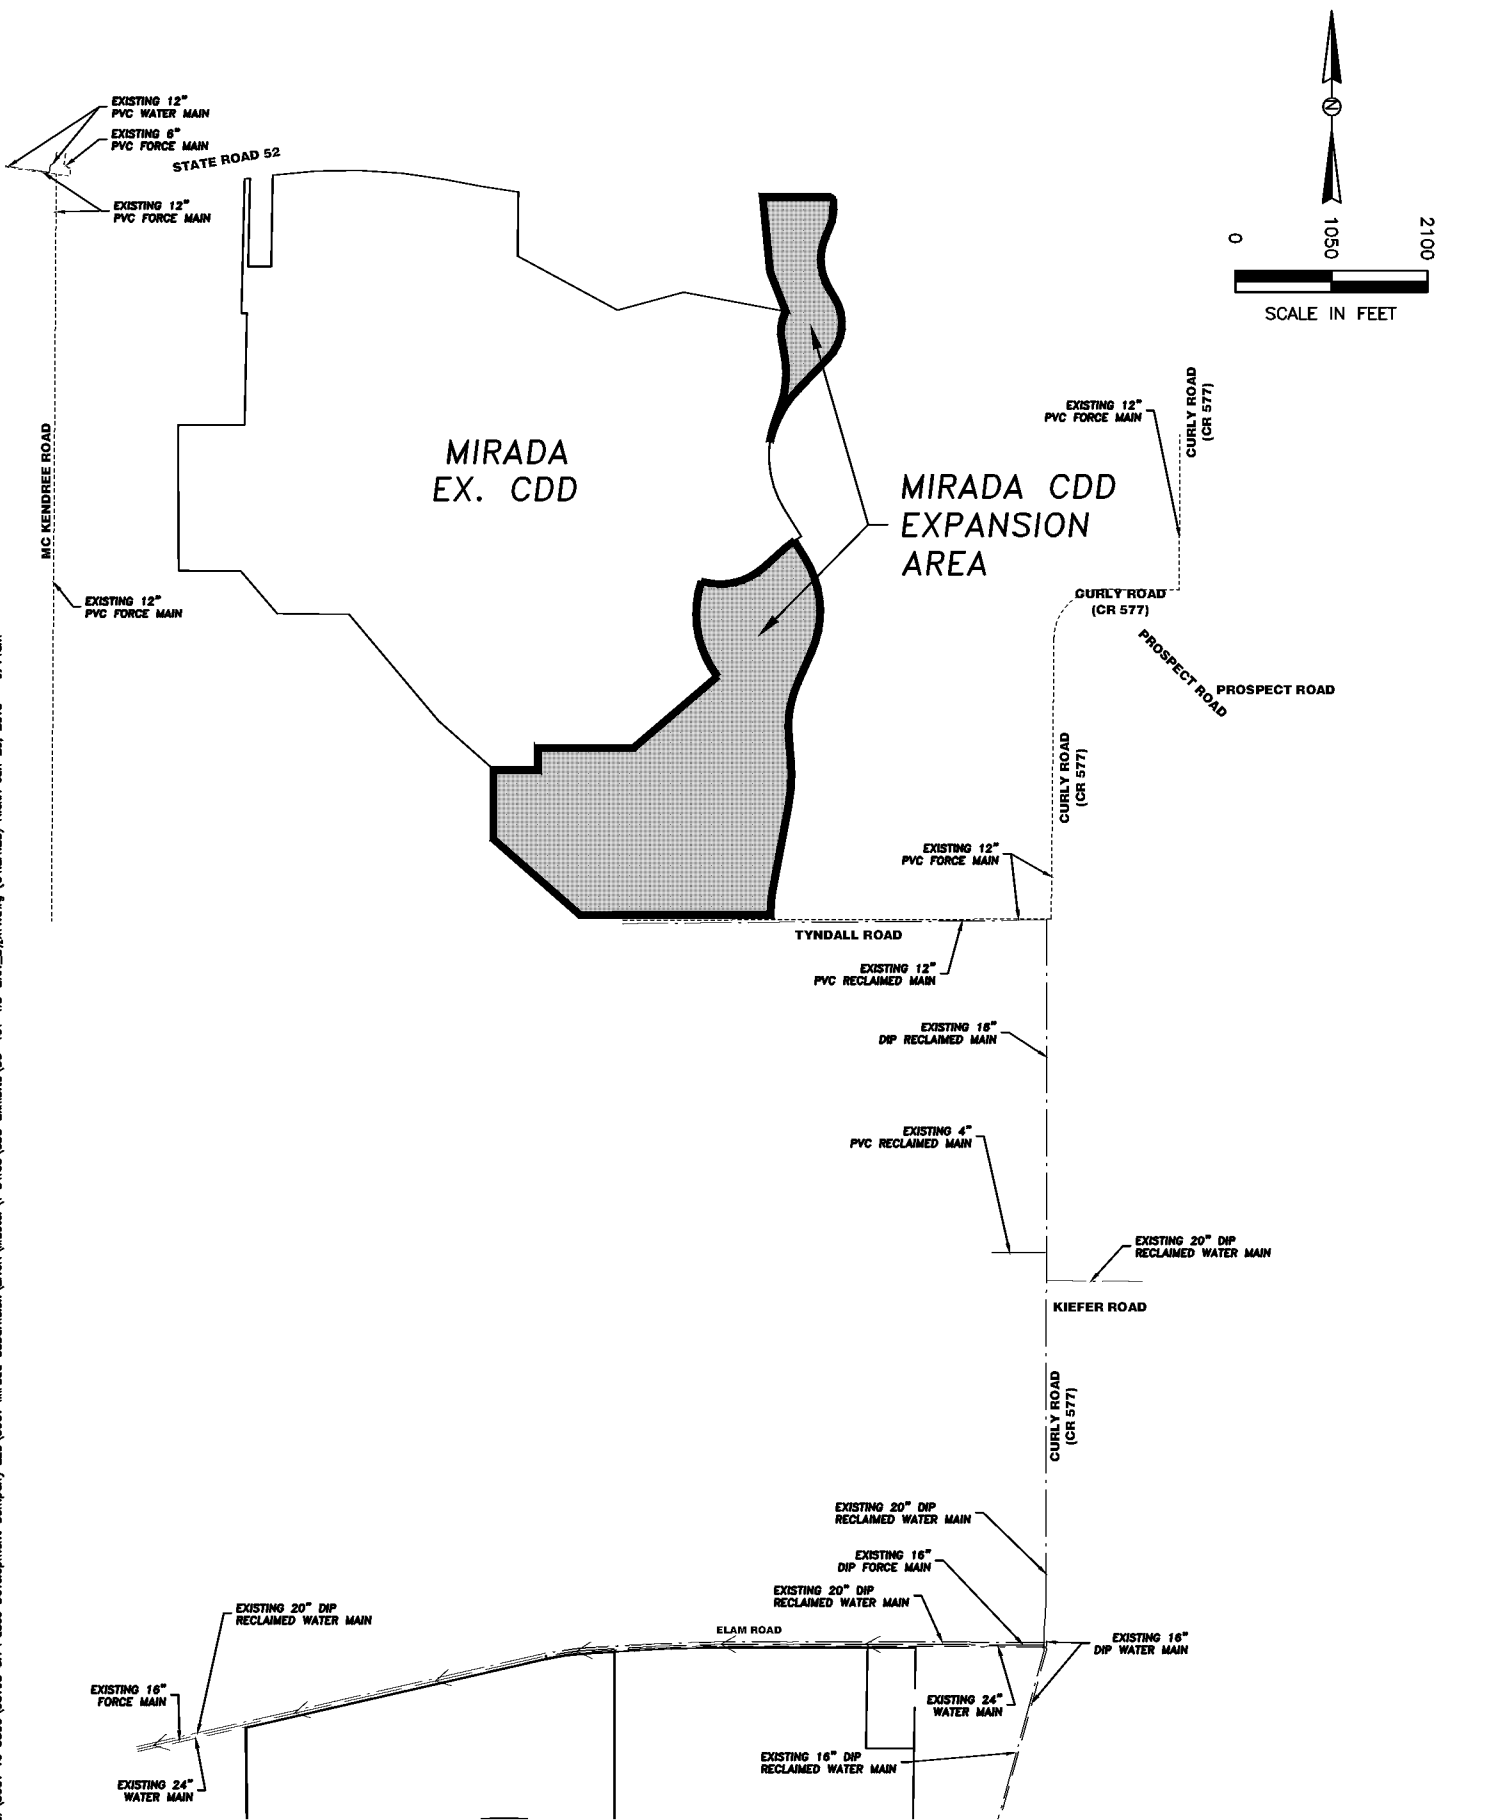 EXISTING 12"
PVC WATER MAIN
EXISTING 6"
PVC FORCE MAIN
STATE ROAD 52
EXISTING 12"
PVC FORCE MAIN
N
0
1050
2100
SCALE IN FEET
MC KENDREE ROAD
EXISTING 12"
PVC FORCE MAIN
MIRADA
EX. CDD
MIRADA CDD
EXPANSION
AREA
EXISTING 12"
PVC FORCE MAIN
CURLY ROAD
(CR 577)
CURLY ROAD
(CR 577)
PROSPECT ROAD
PROSPECT ROAD
CURLY ROAD
(CR 577)
EXISTING 12"
PVC FORCE MAIN
TYNDALL ROAD
EXISTING 12"
PVC RECLAIMED MAIN
EXISTING 16"
DIP RECLAIMED MAIN
EXISTING 4"
PVC RECLAIMED MAIN
EXISTING 20" DIP
RECLAIMED WATER MAIN
KIEFER ROAD
CURLY ROAD
(CR 577)
EXISTING 20" DIP
RECLAIMED WATER MAIN
EXISTING 16"
DIP FORCE MAIN
EXISTING 20" DIP
RECLAIMED WATER MAIN
EXISTING 20" DIP
RECLAIMED WATER MAIN
ELAM ROAD
EXISTING 16"
DIP WATER MAIN
EXISTING 16"
FORCE MAIN
EXISTING 24"
WATER MAIN
EXISTING 16" DIP
RECLAIMED WATER MAIN
EXISTING 24"
WATER MAIN